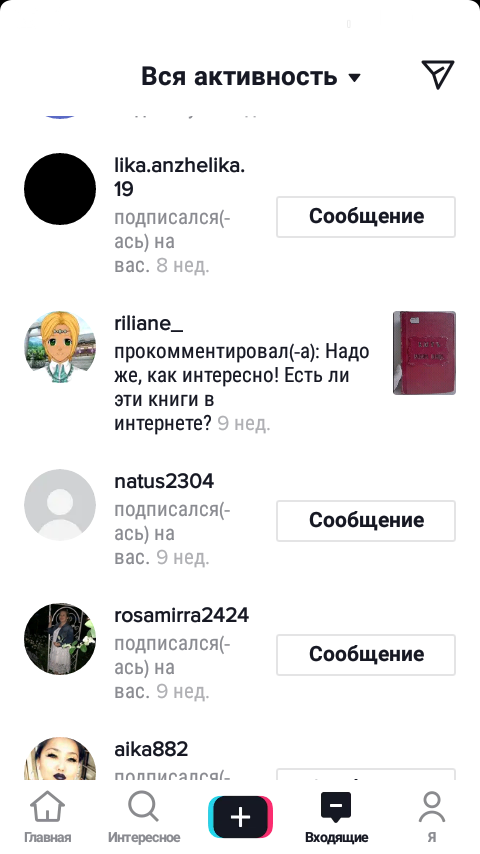 Вся активность
lika.anzhelika.
19
подписался(-
ась) на
вас. 8 нед.
Сообщение
riliane_
прокомментировал(-а): Надо
же, как интересно! Есть ли
эти книги в
интернете? 9 нед.
natus2304
подписался(-
ась) на
вас. 9 нед.
Сообщение
rosamirra2424
подписался(-
ась) на
вас. 9 нед.
Сообщение
aika882
подписался(-
Главная
Интересное
Входящие
Я